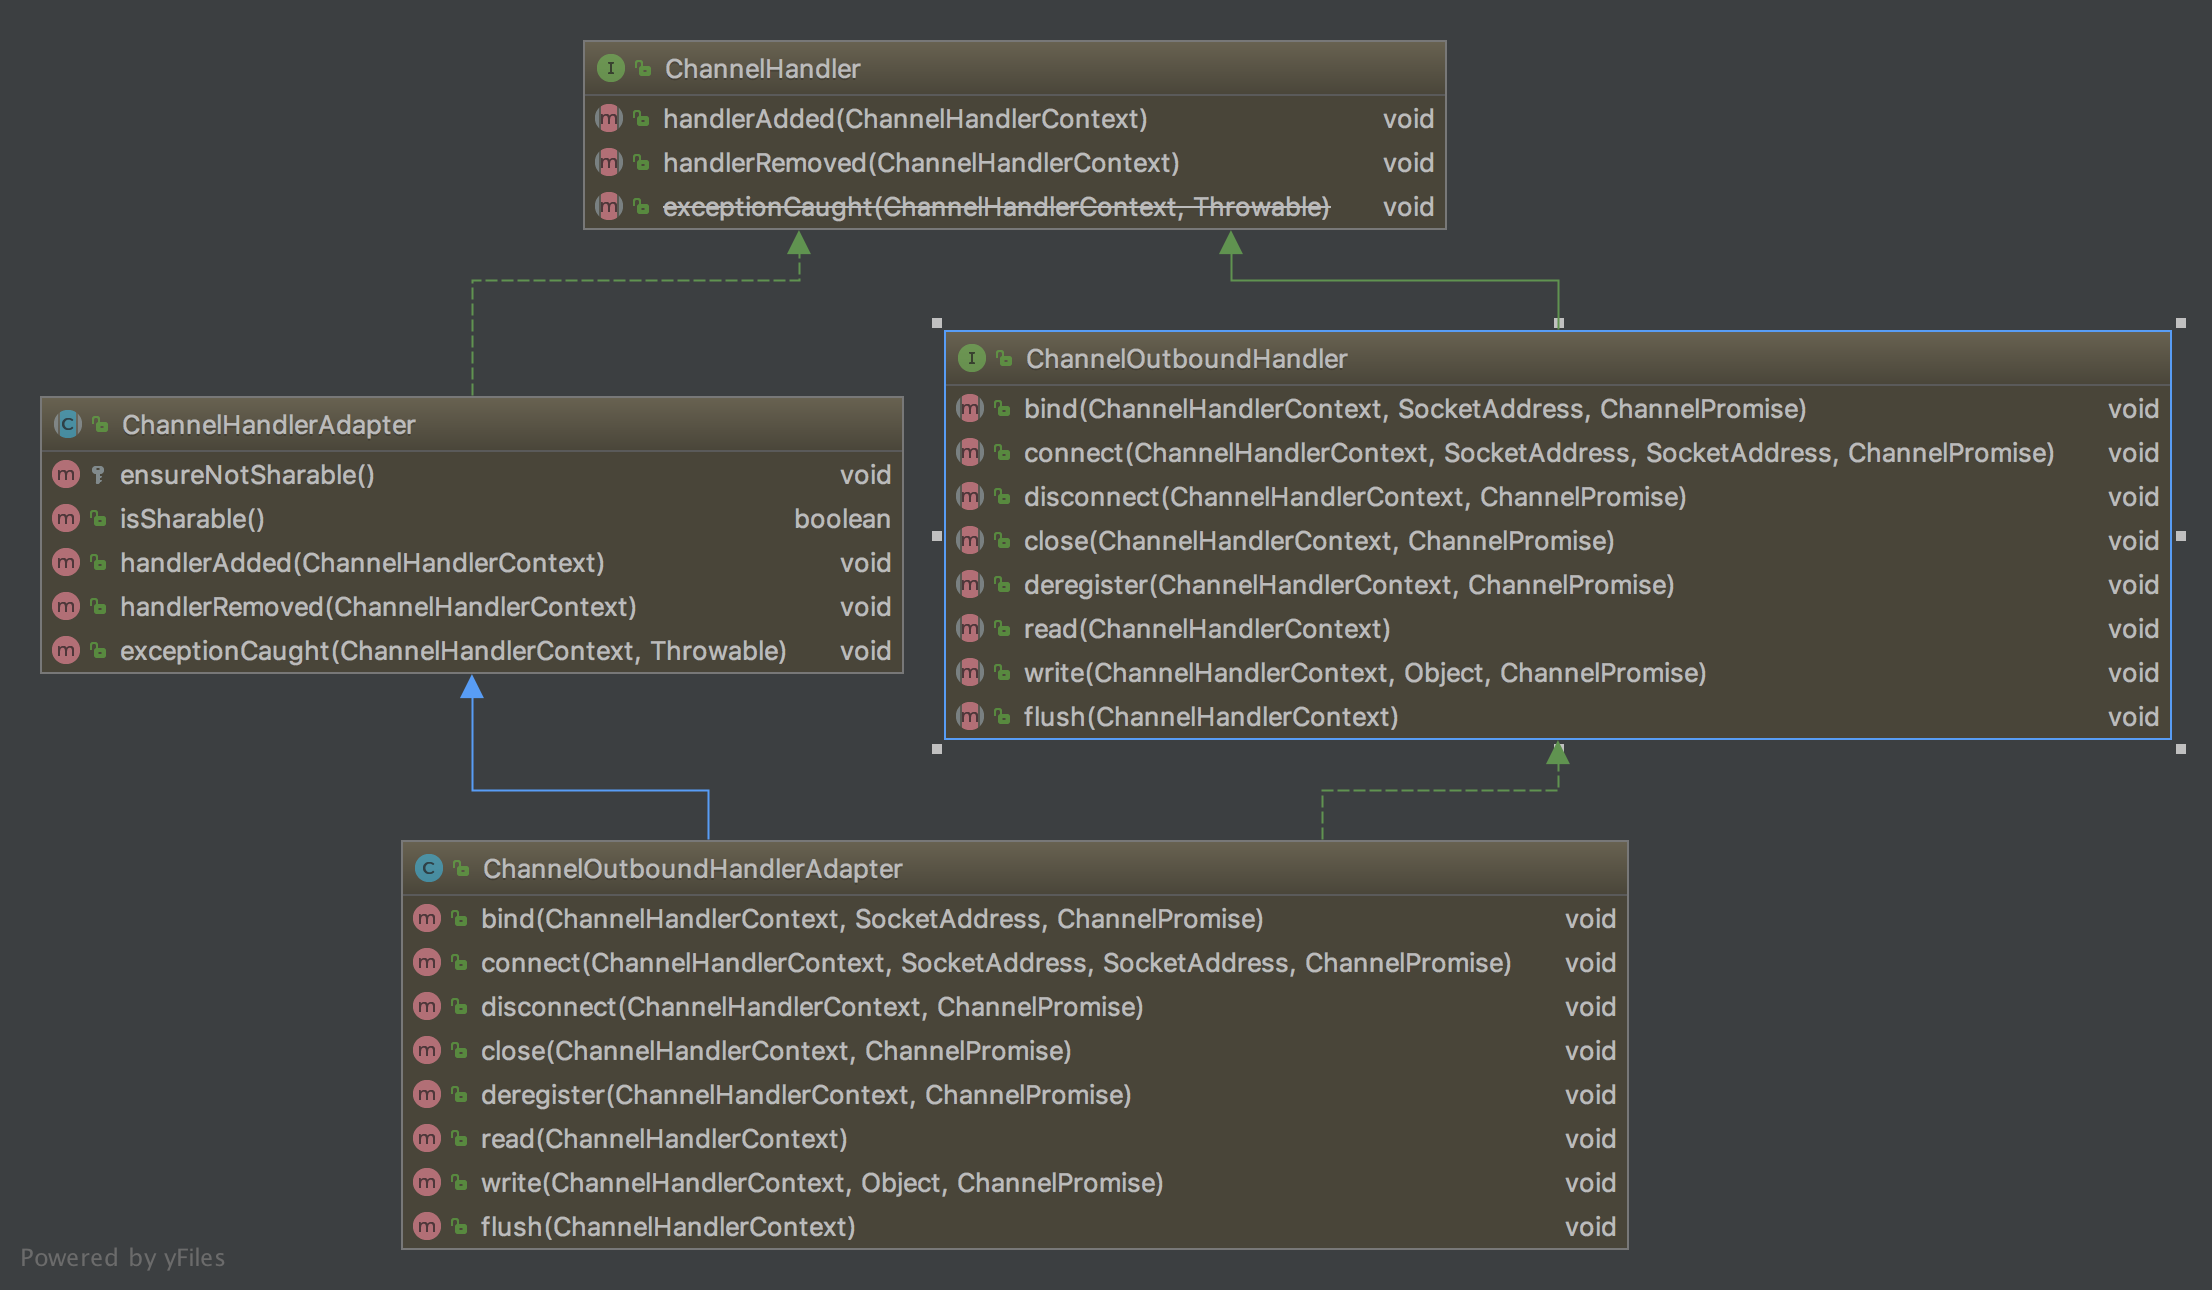 ChannelHandler
handlerAdded(ChannelHandlerContext) void
handlerRemoved(ChannelHandlerContext) void
exceptionCaught(ChannelHandlerContext, Throwable) void
ChannelHandlerAdapter
ensureNotSharable() void
isSharable() boolean
handlerAdded(ChannelHandlerContext) void
handlerRemoved(ChannelHandlerContext) void
exceptionCaught(ChannelHandlerContext, Throwable) void
ChannelOutboundHandler
bind(ChannelHandlerContext, SocketAddress, ChannelPromise) void
connect(ChannelHandlerContext, SocketAddress, SocketAddress, ChannelPromise) void
disconnect(ChannelHandlerContext, ChannelPromise) void
close(ChannelHandlerContext, ChannelPromise) void
deregister(ChannelHandlerContext, ChannelPromise) void
read(ChannelHandlerContext) void
write(ChannelHandlerContext, Object, ChannelPromise) void
flush(ChannelHandlerContext) void
ChannelOutboundHandlerAdapter
bind(ChannelHandlerContext, SocketAddress, ChannelPromise) void
connect(ChannelHandlerContext, SocketAddress, SocketAddress, ChannelPromise) void
disconnect(ChannelHandlerContext, ChannelPromise) void
close(ChannelHandlerContext, ChannelPromise) void
deregister(ChannelHandlerContext, ChannelPromise) void
read(ChannelHandlerContext) void
write(ChannelHandlerContext, Object, ChannelPromise) void
flush(ChannelHandlerContext) void
Powered by yFiles